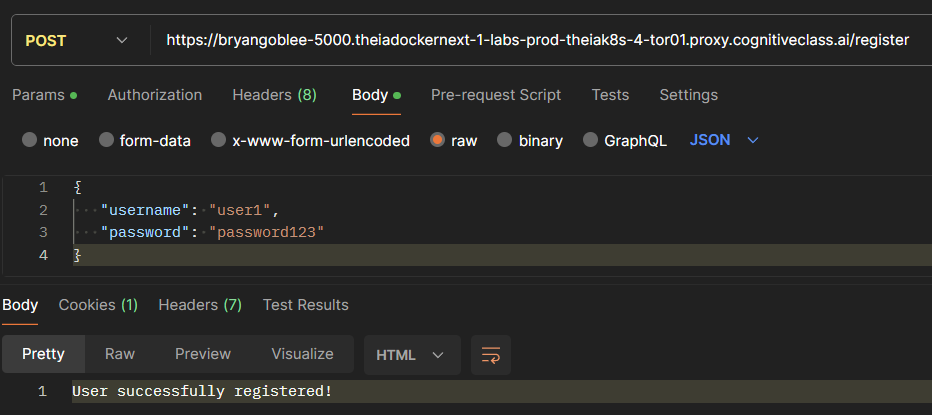 POST https://bryangoblee-5000.theiadockernext-1-labs-prod-theiak8s-4-tor01.proxy.cognitiveclass.ai/register
Params Authorization Headers (8) Body Pre-request Script Tests Settings
none form-data x-www-form-urlencoded raw binary GraphQL JSON
1 {
2 "username": "user1",
3 "password": "password123"
4 }
Body Cookies (1) Headers (7) Test Results
Pretty Raw Preview Visualize HTML
1 User successfully registered!